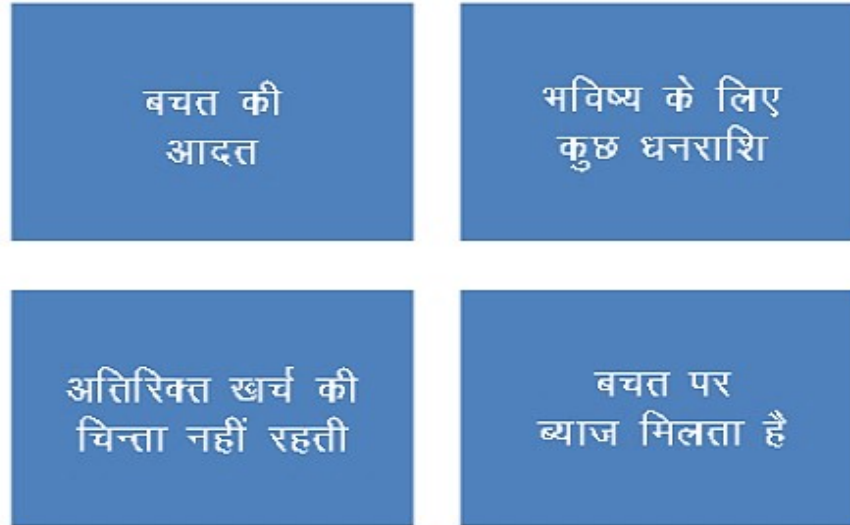 बचत की
आदत
भविष्य के लिए
कुछ धनराशि
अतिरिक्त खर्च की
चिन्ता नहीं रहती
बचत पर
ब्याज मिलता है